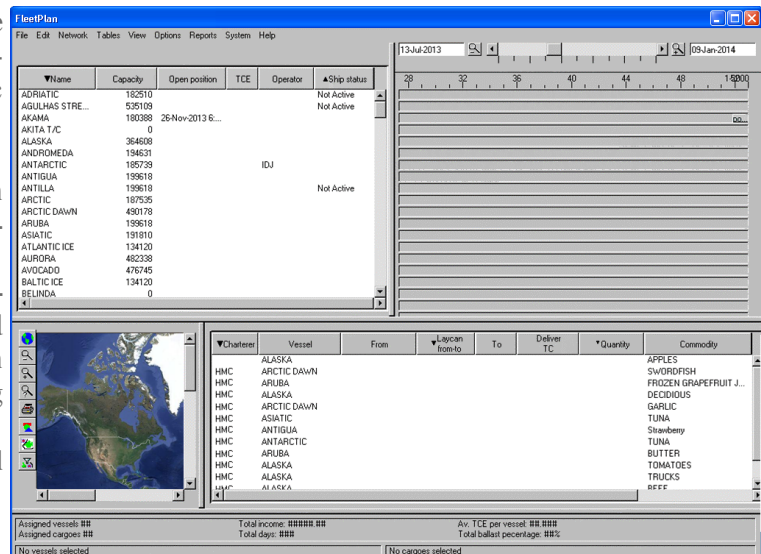 FleetPlan
File Edit Network Tables View Options Reports System Help
13-Jul-2013 09-Jan-2014
▼Name Capacity Open position TCE Operator ▲Ship status
28 32 36 40 44 48
ADRIATIC 182510 Not Active
AGULHAS STRE... 535109 Not Active
AKAMA 180388 26-Nov-2013 6:...
AKITA T/C 0
ALASKA 364608
ANDROMEDA 194631
ANTARCTIC 185739 IDJ
ANTIGUA 199618
ANTILLA 199618 Not Active
ARCTIC 187535
ARCTIC DAWN 490178
ARUBA 199618
ASIATIC 191810
ATLANTIC ICE 134120
AURORA 482338
AVOCADO 476745
BALTIC ICE 134120
BELINDA 0
▼Charterer Vessel From ▼Laycan from-to To Deliver TC *Quantity Commodity
ALASKA APPLES
HMC ARCTIC DAWN SWORDFISH
HMC ARUBA FROZEN GRAPEFRUIT J...
HMC ALASKA DECIDIOUS
HMC ARCTIC DAWN GARLIC
HMC ASIATIC TUNA
HMC ANTIGUA Strawberry
HMC ANTARCTIC TUNA
HMC ARUBA BUTTER
HMC ALASKA TOMATOES
HMC ALASKA TRUCKS
HMC ALASKA BEEF
Assigned vessels ## Total income: #####.## Av. TCE per vessel: ##.###
Assigned cargoes ## Total days: ### Total ballast pecentage: ##%
No vessels selected No cargoes selected